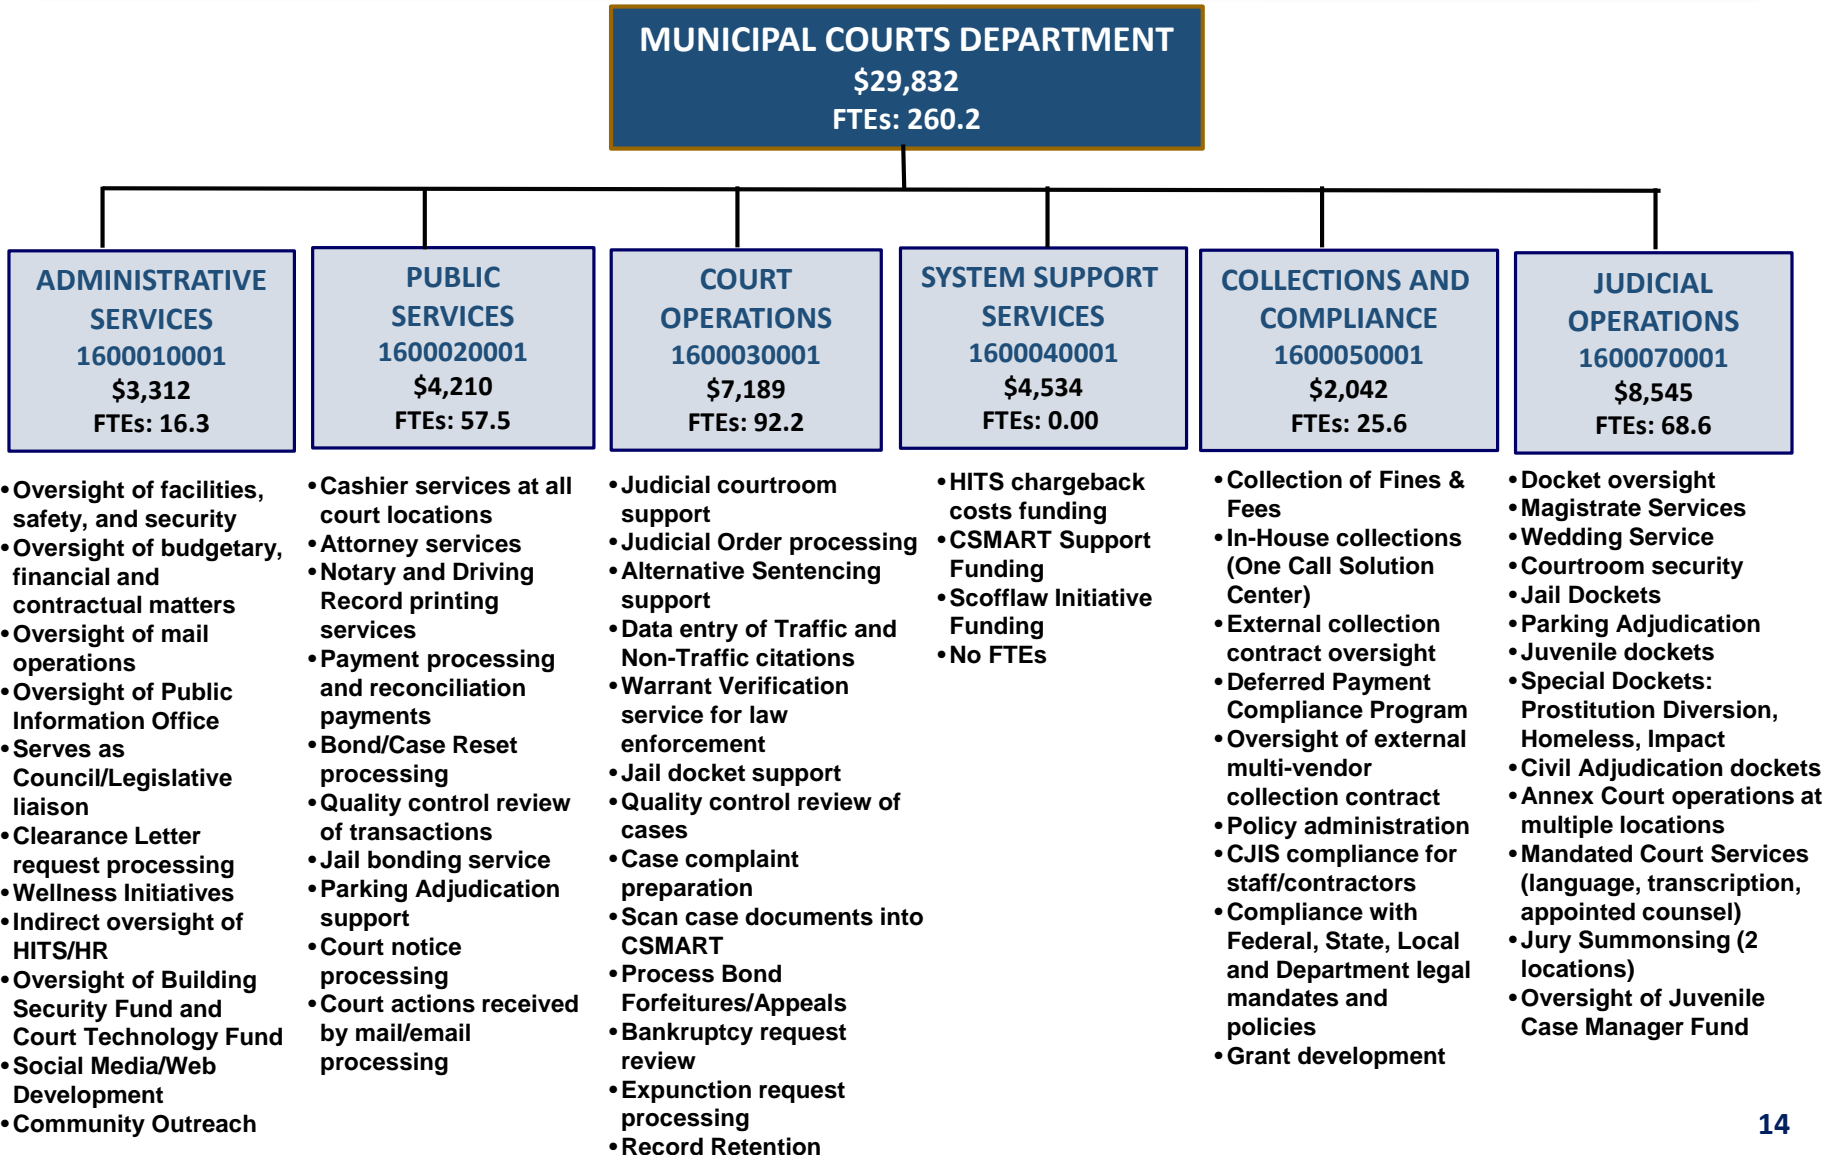 MUNICIPAL COURTS DEPARTMENT
$29,832
FTEs: 260.2
ADMINISTRATIVE
SERVICES
1600010001
$3,312
FTEs: 16.3
•Oversight of facilities,
safety, and security
•Oversight of budgetary,
financial and
contractual matters
•Oversight of mail
operations
•Oversight of Public
Information Office
•Serves as
Council/Legislative
liaison
•Clearance Letter
request processing
•Wellness Initiatives
•Indirect oversight of
HITS/HR
•Oversight of Building
Security Fund and
Court Technology Fund
•Social Media/Web
Development
•Community Outreach
PUBLIC
SERVICES
1600020001
$4,210
FTEs: 57.5
•Cashier services at all
court locations
•Attorney services
•Notary and Driving
Record printing
services
•Payment processing
and reconciliation
payments
•Bond/Case Reset
processing
•Quality control review
of transactions
•Jail bonding service
•Parking Adjudication
support
•Court notice
processing
•Court actions received
by mail/email
processing
COURT
OPERATIONS
1600030001
$7,189
FTEs: 92.2
•Judicial courtroom
support
•Judicial Order processing
•Alternative Sentencing
support
•Data entry of Traffic and
Non-Traffic citations
•Warrant Verification
service for law
enforcement
•Jail docket support
•Quality control review of
cases
•Case complaint
preparation
•Scan case documents into
CSMART
•Process Bond
Forfeitures/Appeals
•Bankruptcy request
review
•Expunction request
processing
•Record Retention
SYSTEM SUPPORT
SERVICES
1600040001
$4,534
FTEs: 0.00
•HITS chargeback
costs funding
•CSMART Support
Funding
•Scofflaw Initiative
Funding
•No FTEs
COLLECTIONS AND
COMPLIANCE
1600050001
$2,042
FTEs: 25.6
•Collection of Fines &
Fees
•In-House collections
(One Call Solution
Center)
•External collection
contract oversight
•Deferred Payment
Compliance Program
•Oversight of external
multi-vendor
collection contract
•Policy administration
•CJIS compliance for
staff/contractors
•Compliance with
Federal, State, Local
and Department legal
mandates and
policies
•Grant development
JUDICIAL
OPERATIONS
1600070001
$8,545
FTEs: 68.6
•Docket oversight
•Magistrate Services
•Wedding Service
•Courtroom security
•Jail Dockets
•Parking Adjudication
•Juvenile dockets
•Special Dockets:
Prostitution Diversion,
Homeless, Impact
•Civil Adjudication dockets
•Annex Court operations at
multiple locations
•Mandated Court Services
(language, transcription,
appointed counsel)
•Jury Summonsing (2
locations)
•Oversight of Juvenile
Case Manager Fund
14